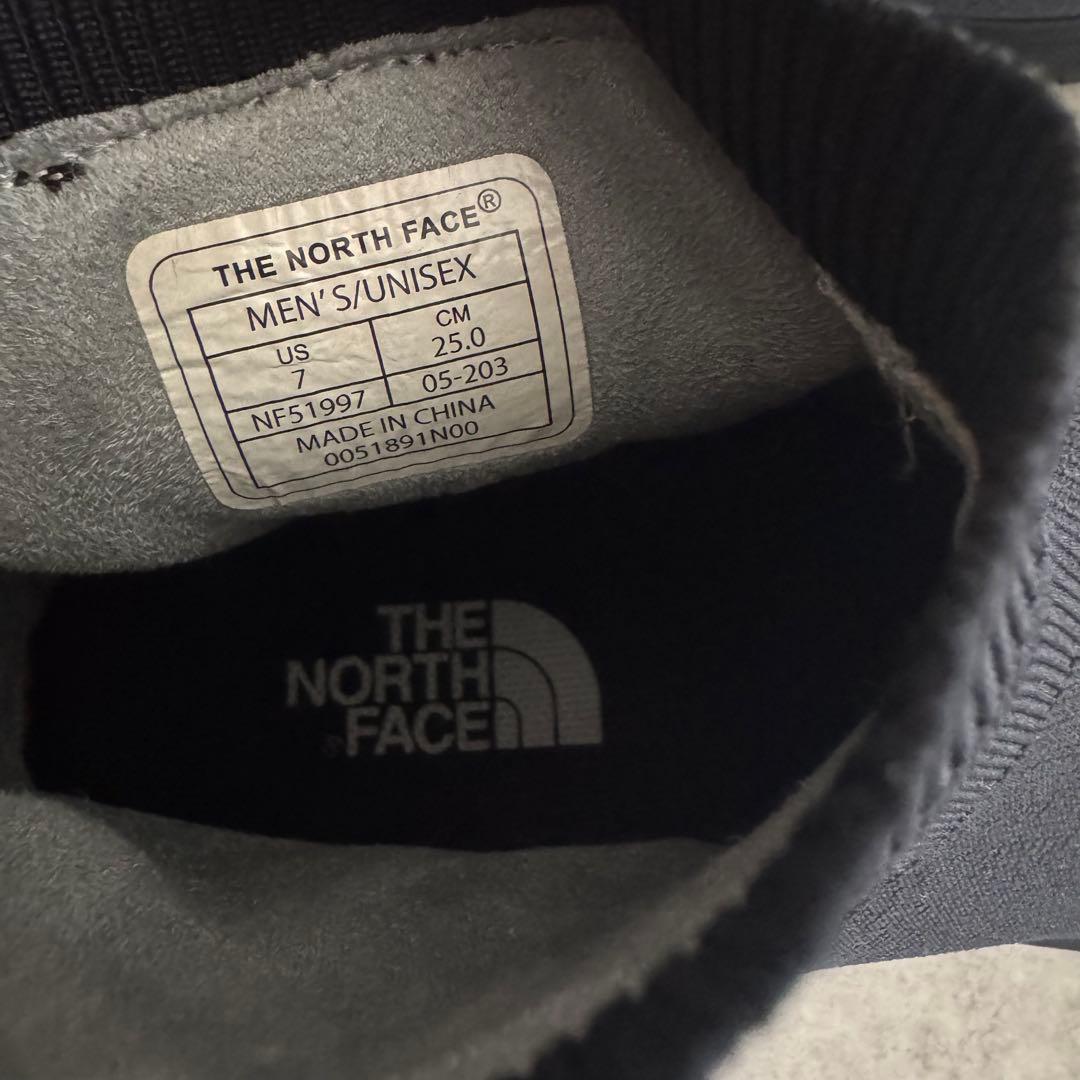 THE NORTH FACE®
MEN'S/UNISEX
US CM
7 25.0
NF51997 05-203
MADE IN CHINA
0051891N00
THE
NORTH
FACE